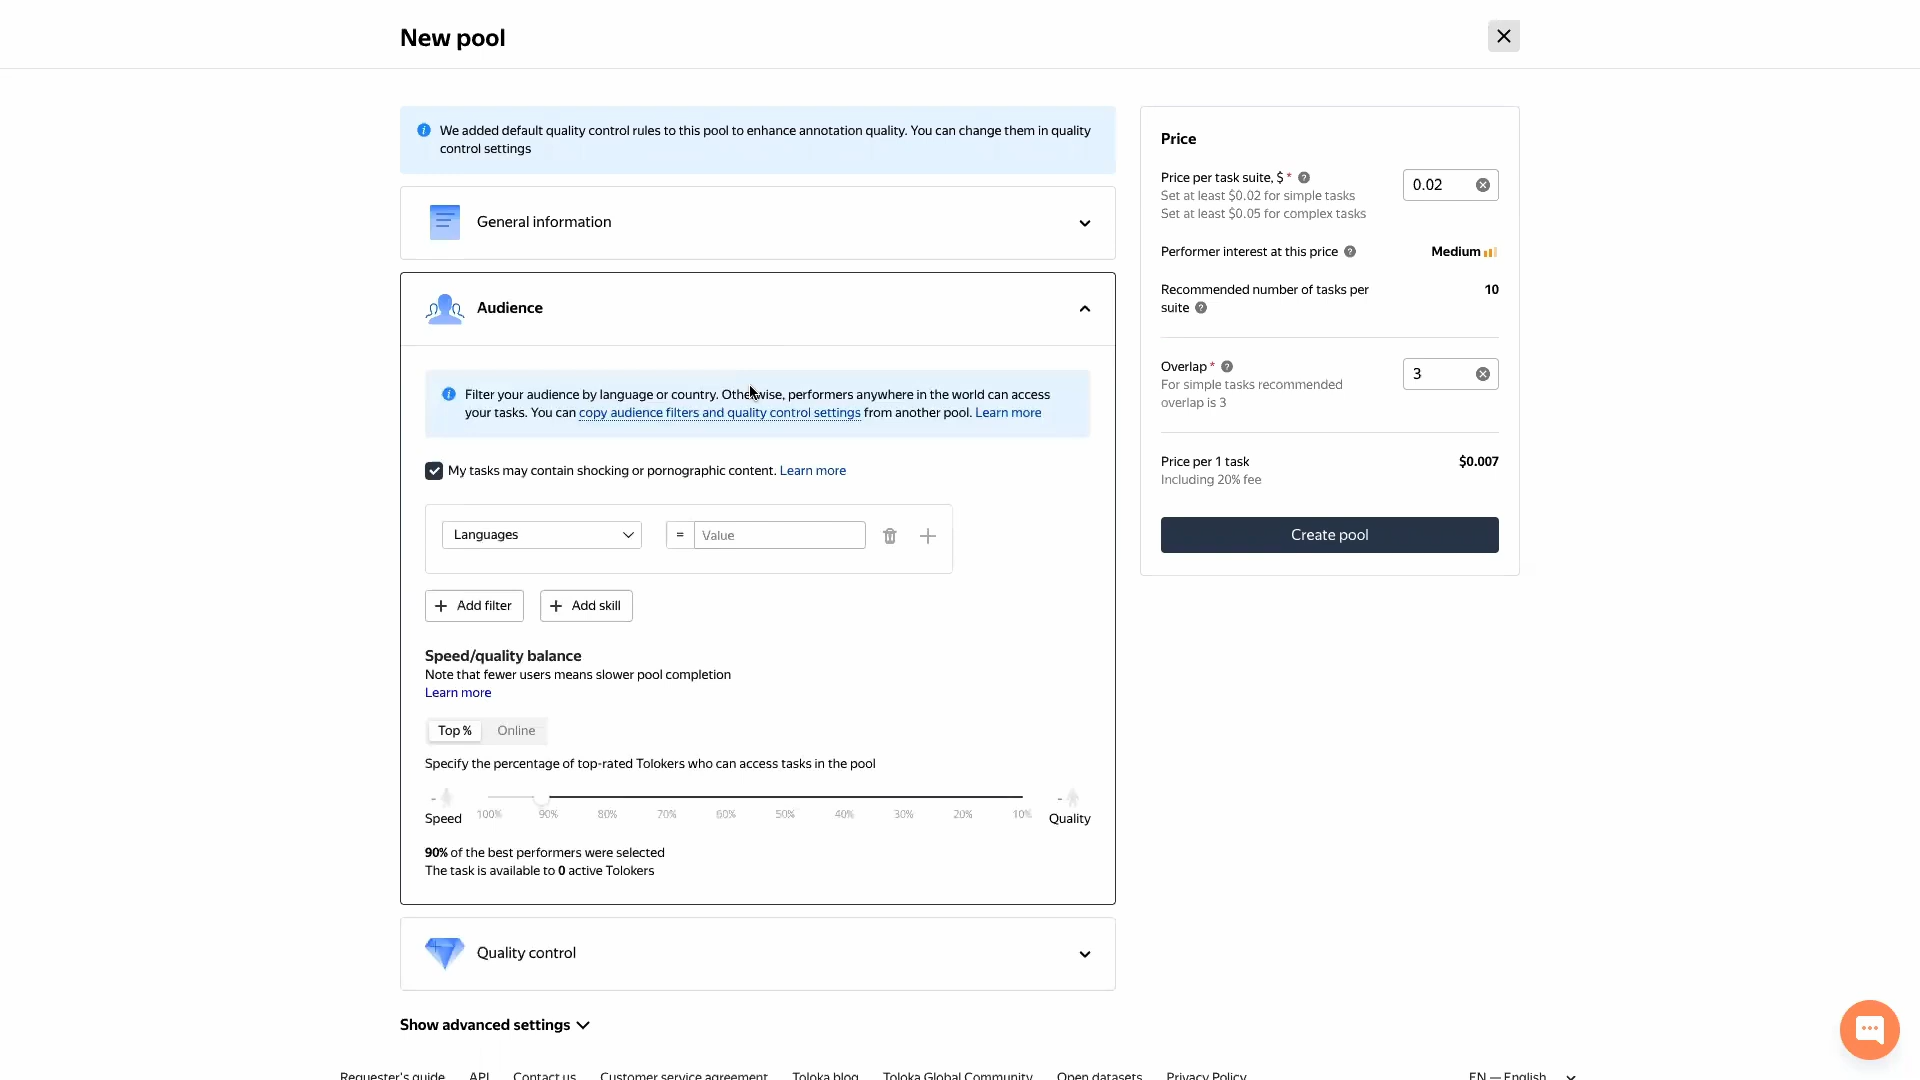 New pool
We added default quality control rules to this pool to enhance annotation quality. You can change them in quality
control settings
General information
Audience
Filter your audience by language or country. Otherwise, performers anywhere in the world can access
your tasks. You can copy audience filters and quality control settings from another pool. Learn more
My tasks may contain shocking or pornographic content. Learn more
Languages = Value
+ Add filter + Add skill
Speed/quality balance
Note that fewer users means slower pool completion
Learn more
Top % Online
Specify the percentage of top-rated Tolokers who can access tasks in the pool
- -
Speed 100% 90% 80% 70% 60% 50% 40% 30% 20% 10% Quality
90% of the best performers were selected
The task is available to 0 active Tolokers
Quality control
Show advanced settings
Price
Price per task suite, $ * 0.02
Set at least $0.02 for simple tasks
Set at least $0.05 for complex tasks
Performer interest at this price Medium
Recommended number of tasks per 10
suite
Overlap * 3
For simple tasks recommended
overlap is 3
Price per 1 task $0.007
Including 20% fee
Create pool
Requester's guide API Contact us Customer service agreement Toloka blog Toloka Global Community Open datasets Privacy Policy EN — English